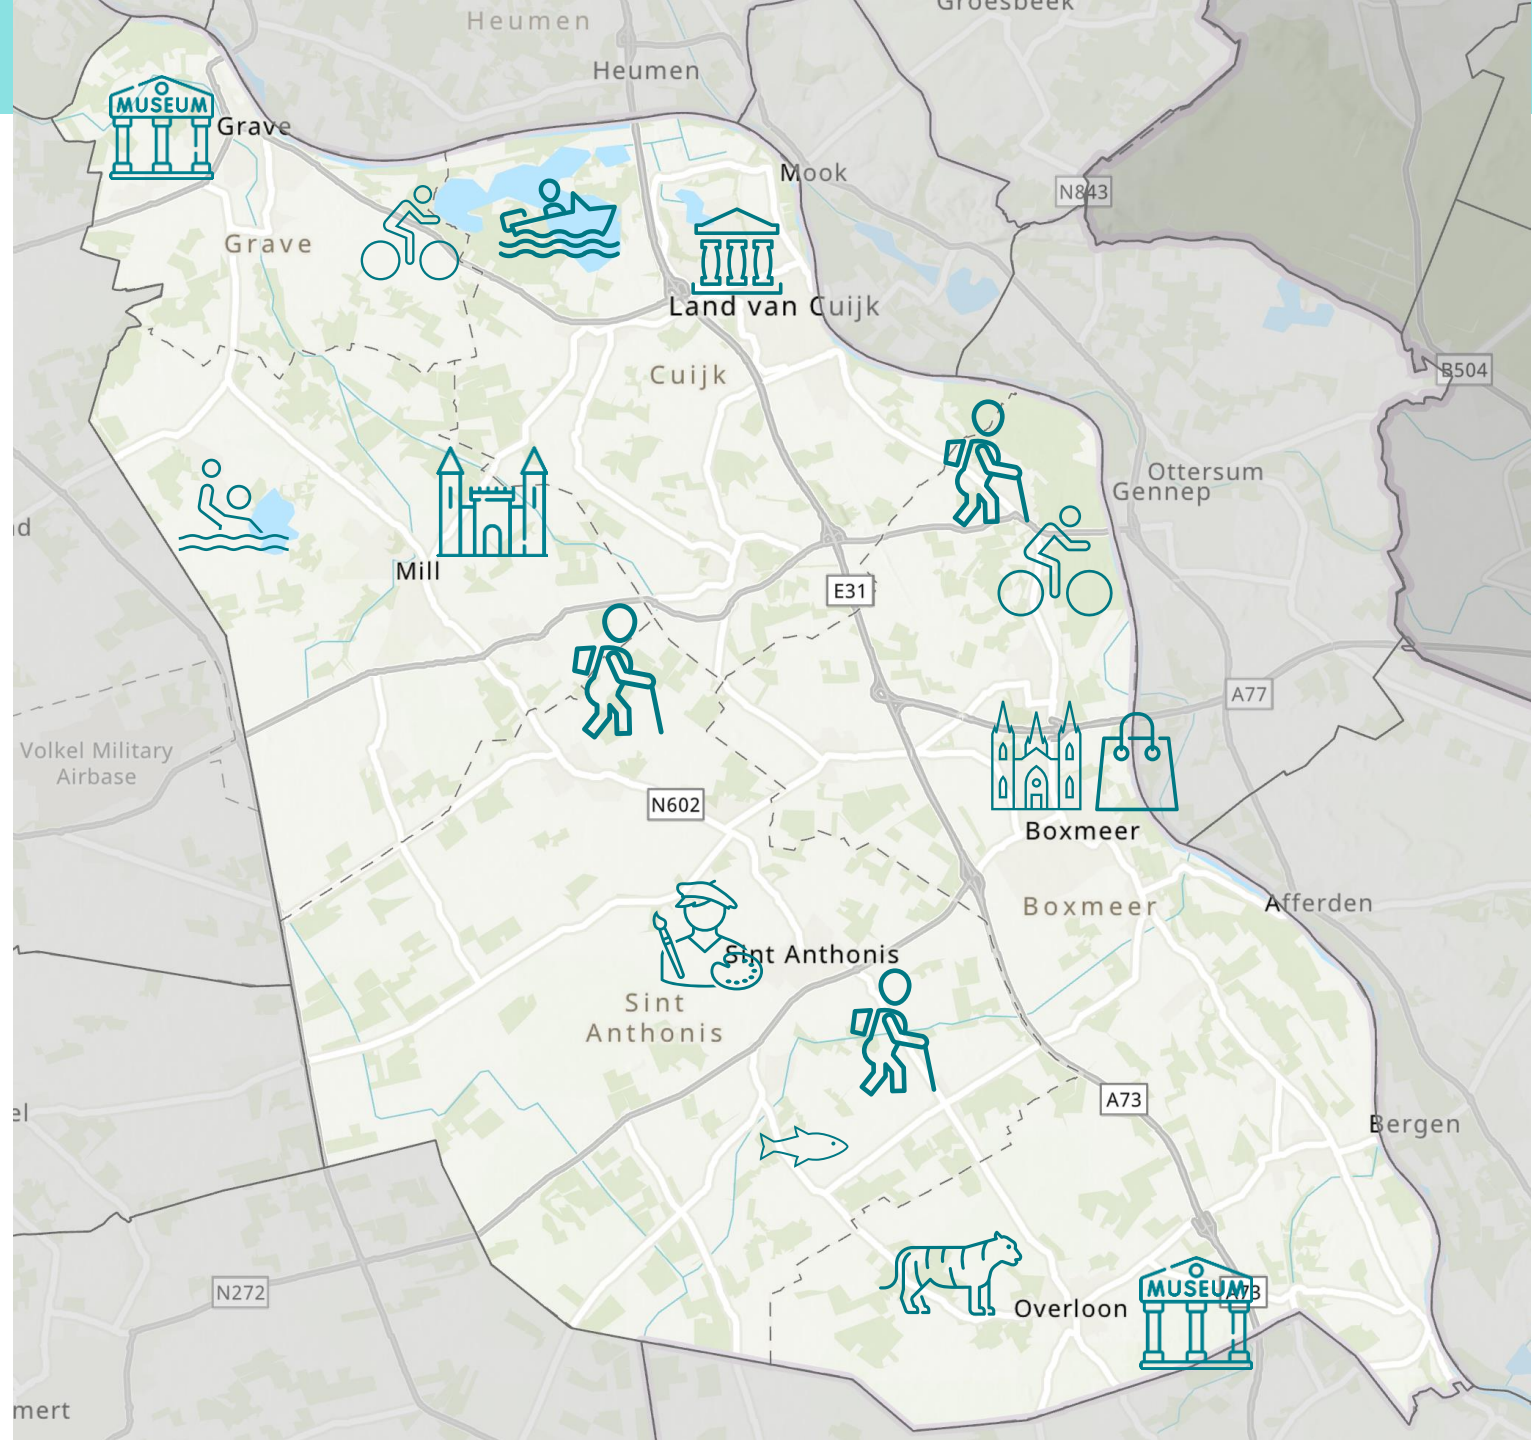 Groesbeek
Heumen
Heumen
MUSEUM
Grave
Mook
N843
Grave
Land van Cuijk
Cuijk
B504
Ottersum
Gennep
Mill
E31
A77
Volkel Military
Airbase
N602
Boxmeer
Afferden
Boxmeer
Sint Anthonis
Sint
Anthonis
A73
Bergen
N272
MUSEUM
A73
Overloon